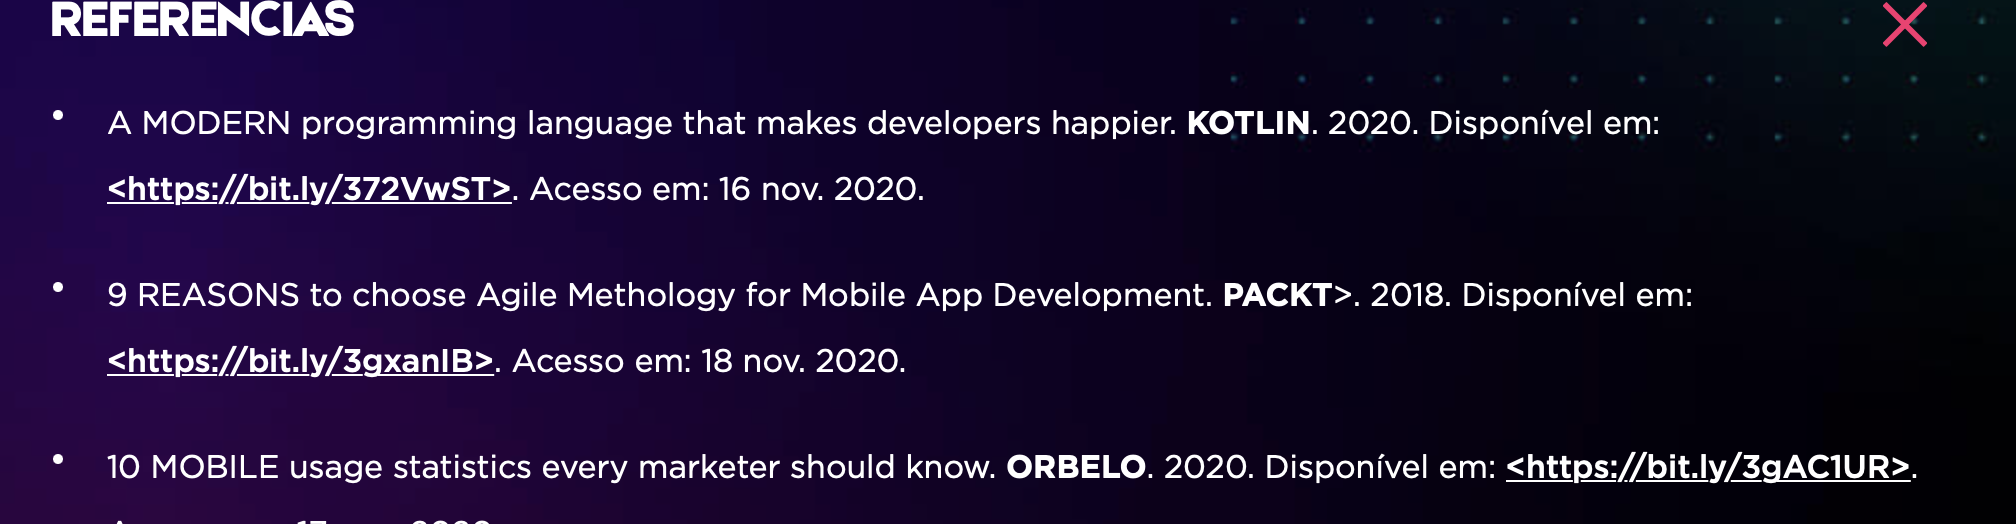 REFERÊNCIAS
• A MODERN programming language that makes developers happier. KOTLIN. 2020. Disponível em:
<https://bit.ly/372VwST>. Acesso em: 16 nov. 2020.
• 9 REASONS to choose Agile Methology for Mobile App Development. PACKT>. 2018. Disponível em:
<https://bit.ly/3gxanIB>. Acesso em: 18 nov. 2020.
• 10 MOBILE usage statistics every marketer should know. ORBELO. 2020. Disponível em: <https://bit.ly/3gAC1UR>.